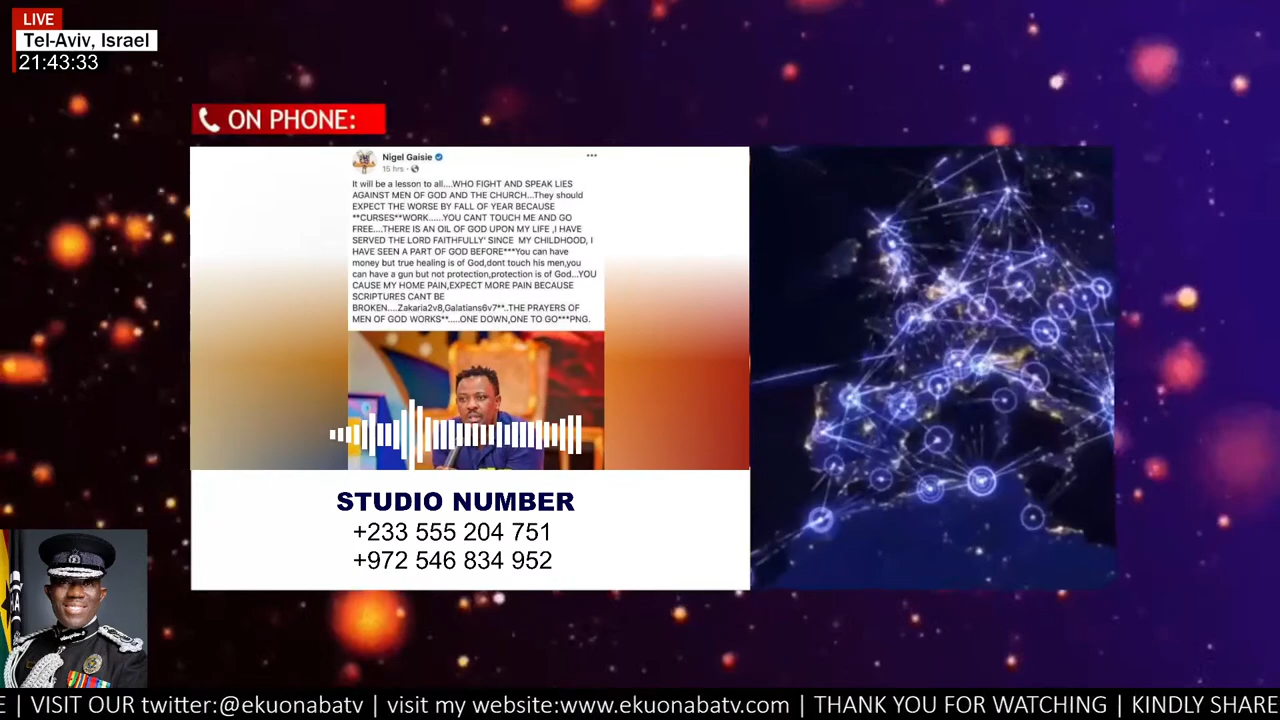 LIVE
Tel-Aviv, Israel
21:43:33
ON PHONE:
Nigel Gaisie
15 hrs ·
It will be a lesson to all....WHO FIGHT AND SPEAK LIES
AGAINST MEN OF GOD AND THE CHURCH...They should
EXPECT THE WORSE BY FALL OF YEAR BECAUSE
**CURSES**WORK......YOU CANT TOUCH ME AND GO
FREE....THERE IS AN OIL OF GOD UPON MY LIFE ,I HAVE
SERVED THE LORD FAITHFULLY' SINCE MY CHILDHOOD, I
HAVE SEEN A PART OF GOD BEFORE***You can have
money but true healing is of God,dont touch his men,you
can have a gun but not protection,protection is of God...YOU
CAUSE MY HOME PAIN,EXPECT MORE PAIN BECAUSE
SCRIPTURES CANT BE
BROKEN....Zakaria2v8,Galatians6v7**..THE PRAYERS OF
MEN OF GOD WORKS**.....ONE DOWN,ONE TO GO***PNG.
STUDIO NUMBER
+233 555 204 751
+972 546 834 952
E | VISIT OUR twitter:@ekuonabatv | visit my website:www.ekuonabatv.com | THANK YOU FOR WATCHING | KINDLY SHARE